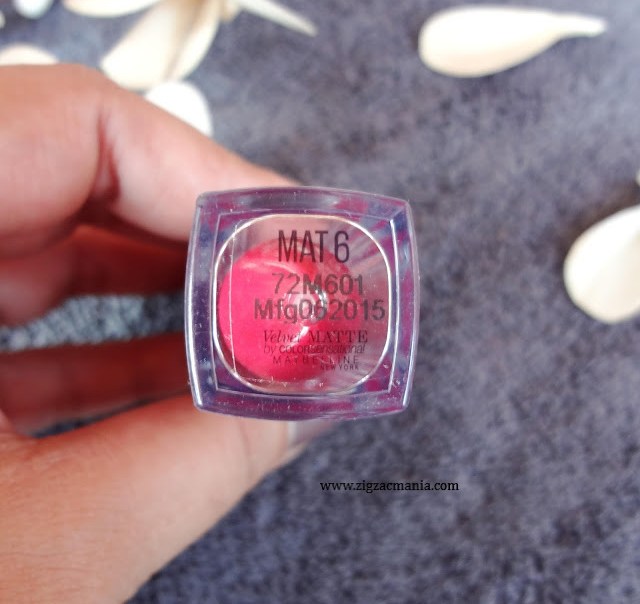 MAT 6
72M601
Mfg062015
Velvet MATTE
by COLORsensational
MAYBELLINE
NEW YORK
www.zigzacmania.com